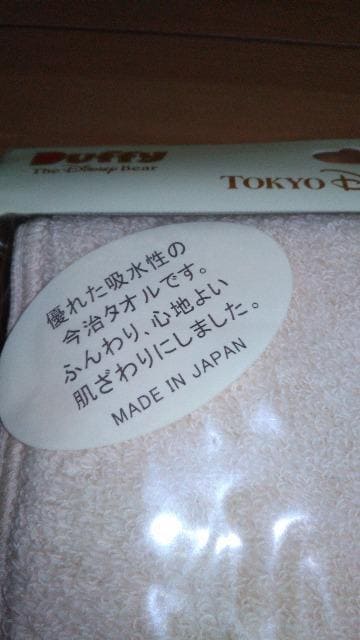 Duffy
The Disney Bear
TOKYO D
優れた吸水性の
今治タオルです。
ふんわり、心地よい
肌ざわりにしました。
MADE IN JAPAN